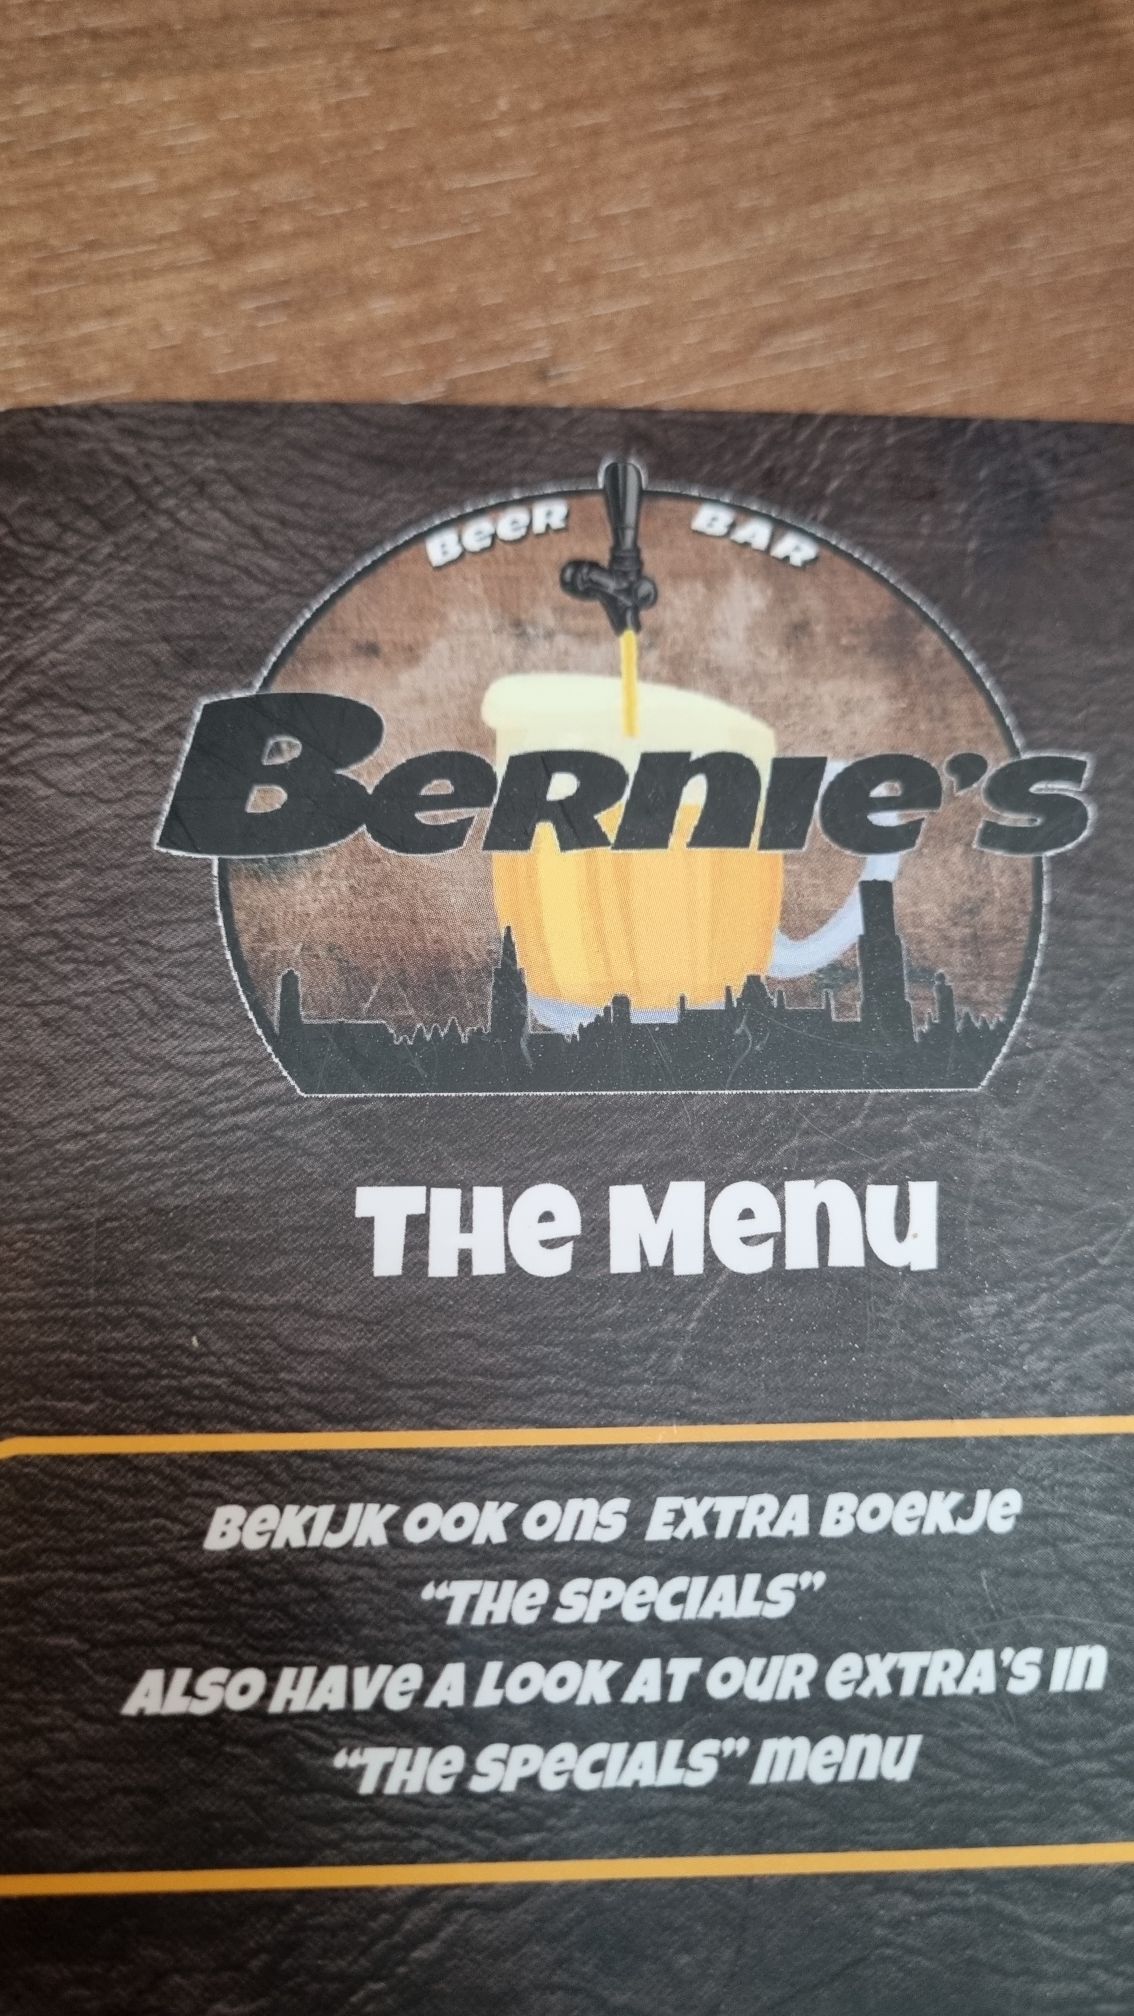 BEER BAR
BERNIE'S
THE MENU
BEKIJK OOK ONS EXTRA BOEKJE
“THE SPECIALS”
ALSO HAVE A LOOK AT OUR EXTRA'S IN
“THE SPECIALS” MENU